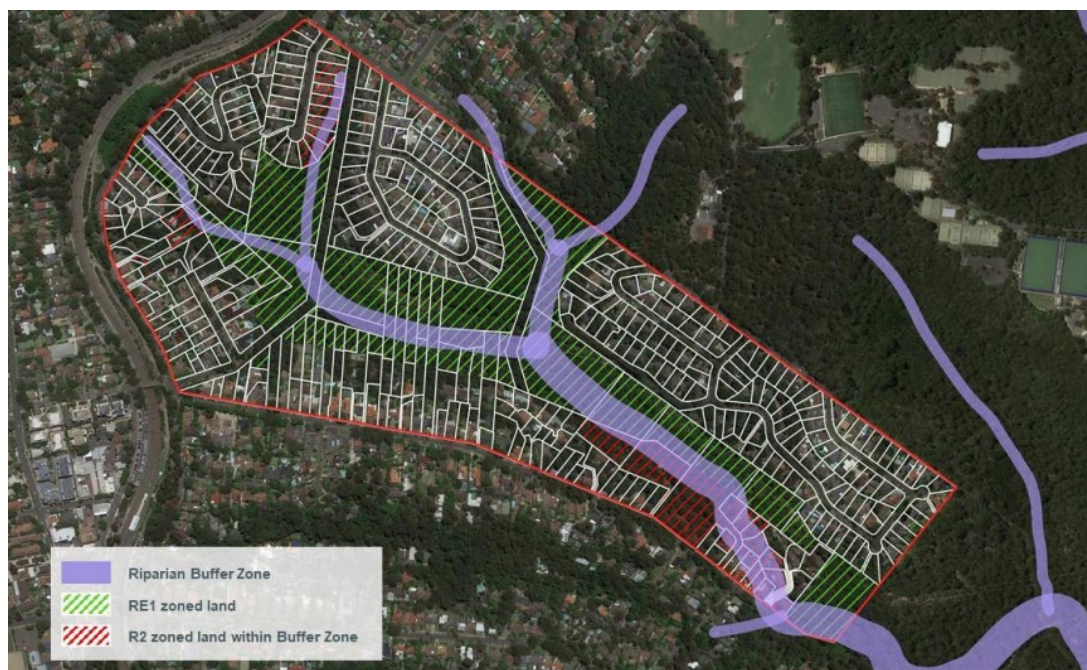 Riparian Buffer Zone
RE1 zoned land
R2 zoned land within Buffer Zone